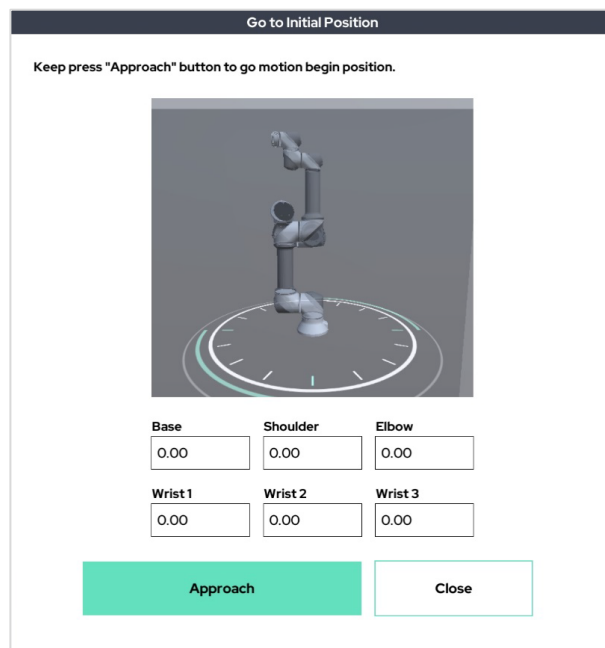 Go to Initial Position
Keep press "Approach" button to go motion begin position.
Base Shoulder Elbow
0.00 0.00 0.00
Wrist 1 Wrist 2 Wrist 3
0.00 0.00 0.00
Approach Close